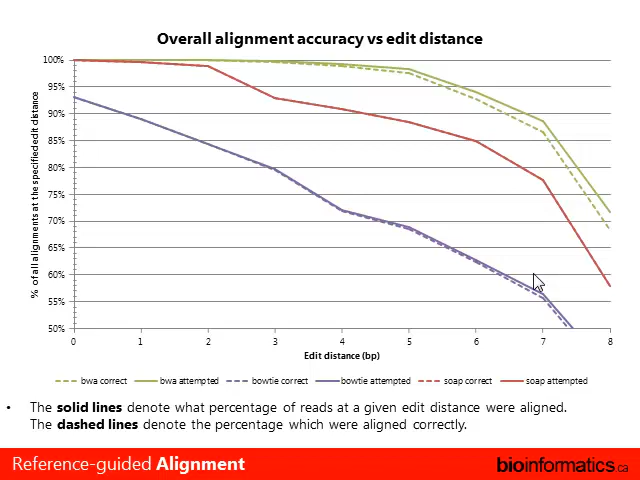 Overall alignment accuracy vs edit distance
% of all alignments at the specified edit distance
100%
95%
90%
85%
80%
75%
70%
65%
60%
55%
50%
0 1 2 3 4 5 6 7 8
Edit distance (bp)
bwa correct bwa attempted bowtie correct bowtie attempted soap correct soap attempted
• The solid lines denote what percentage of reads at a given edit distance were aligned.
The dashed lines denote the percentage which were aligned correctly.
Reference-guided Alignment bioinformatics.ca